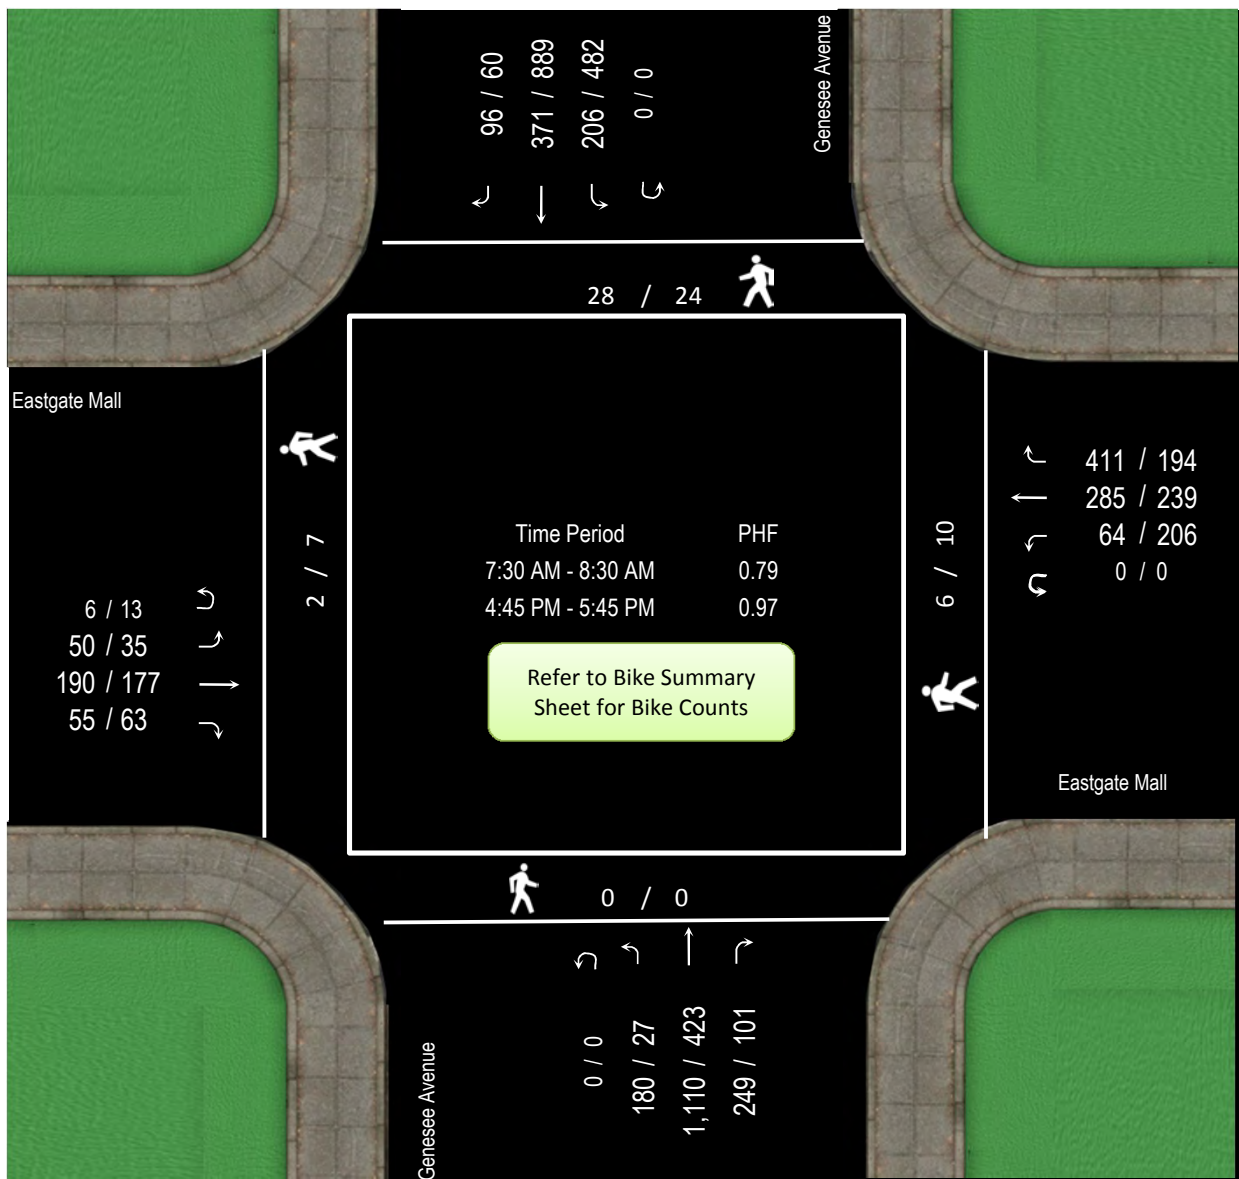 96 / 60
371 / 889
206 / 482
0 / 0
Genesee Avenue
28 / 24
Eastgate Mall
2 / 7
6 / 13
50 / 35
190 / 177
55 / 63
Time Period PHF
7:30 AM - 8:30 AM 0.79
4:45 PM - 5:45 PM 0.97
Refer to Bike Summary
Sheet for Bike Counts
6 / 10
411 / 194
285 / 239
64 / 206
0 / 0
Eastgate Mall
0 / 0
Genesee Avenue
0 / 0
180 / 27
1,110 / 423
249 / 101